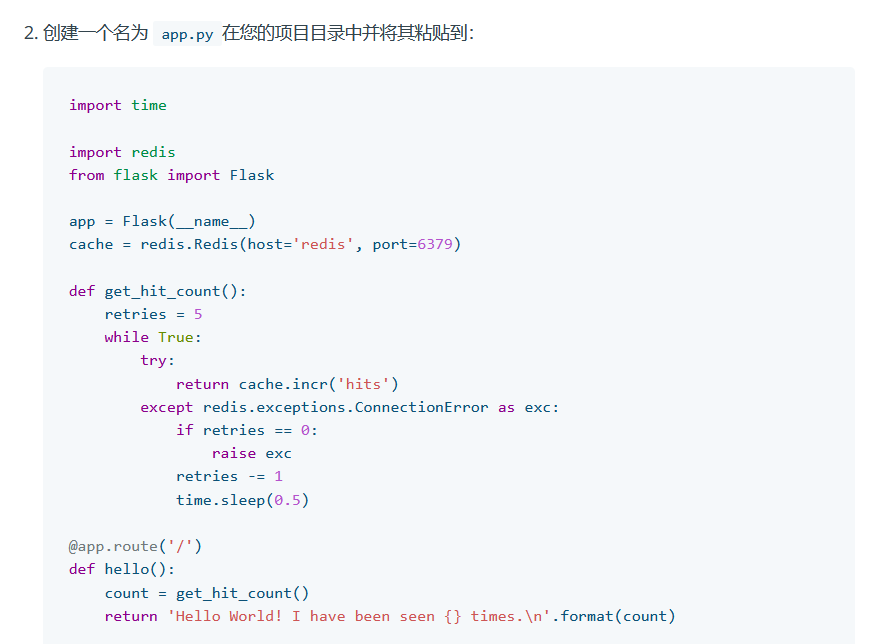 2. 创建一个名为 app.py 在您的项目目录中并将其粘贴到：
import time
import redis
from flask import Flask
app = Flask(__name__)
cache = redis.Redis(host='redis', port=6379)
def get_hit_count():
    retries = 5
    while True:
        try:
            return cache.incr('hits')
        except redis.exceptions.ConnectionError as exc:
            if retries == 0:
                raise exc
            retries -= 1
            time.sleep(0.5)
@app.route('/')
def hello():
    count = get_hit_count()
    return 'Hello World! I have been seen {} times.\n'.format(count)